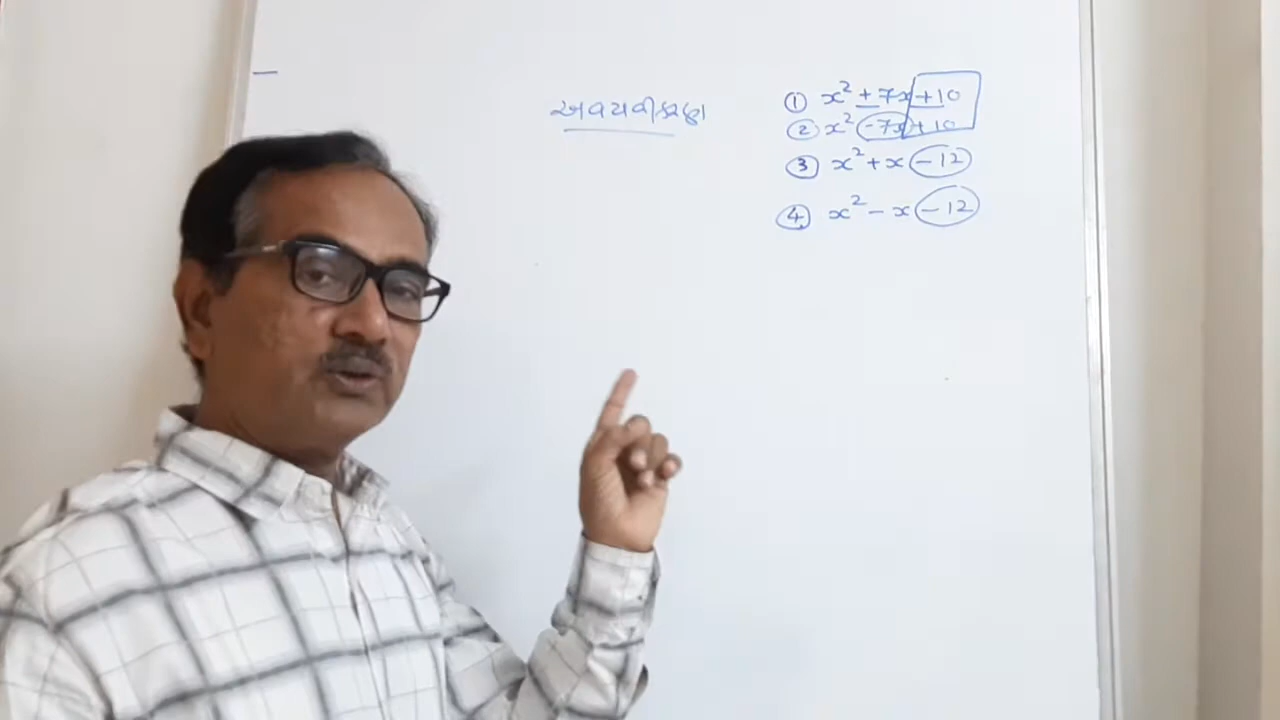 અવયવીકરણ
① x² + 7x + 10
② x² - 7x + 10
③ x² + x - 12
④ x² - x - 12